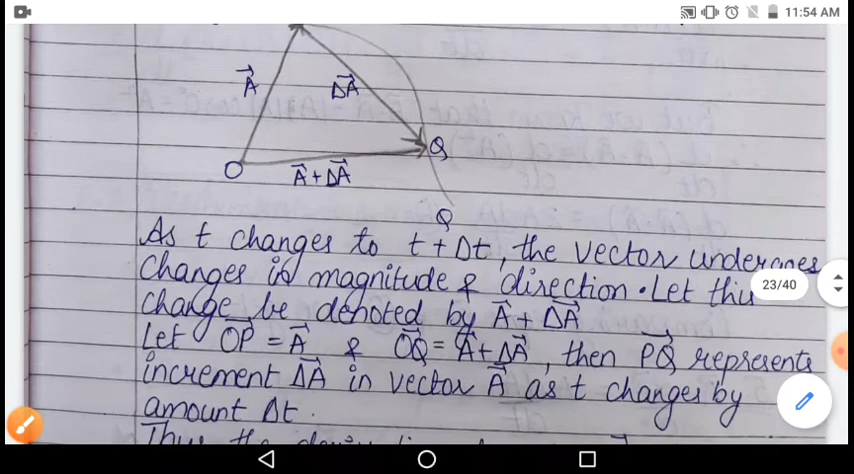 11:54 AM
A⃗
ΔA⃗
Q
O
A⃗ + ΔA⃗
Q
As t changes to t + Δt, the vector undergoes
changes in magnitude & direction. Let this
23/40
change be denoted by A⃗ + ΔA⃗
Let OP⃗ = A⃗ & OQ⃗ = A⃗ + ΔA⃗, then PQ⃗ represents
increment ΔA⃗ in vector A⃗ as t changes by
amount Δt.
Thus the